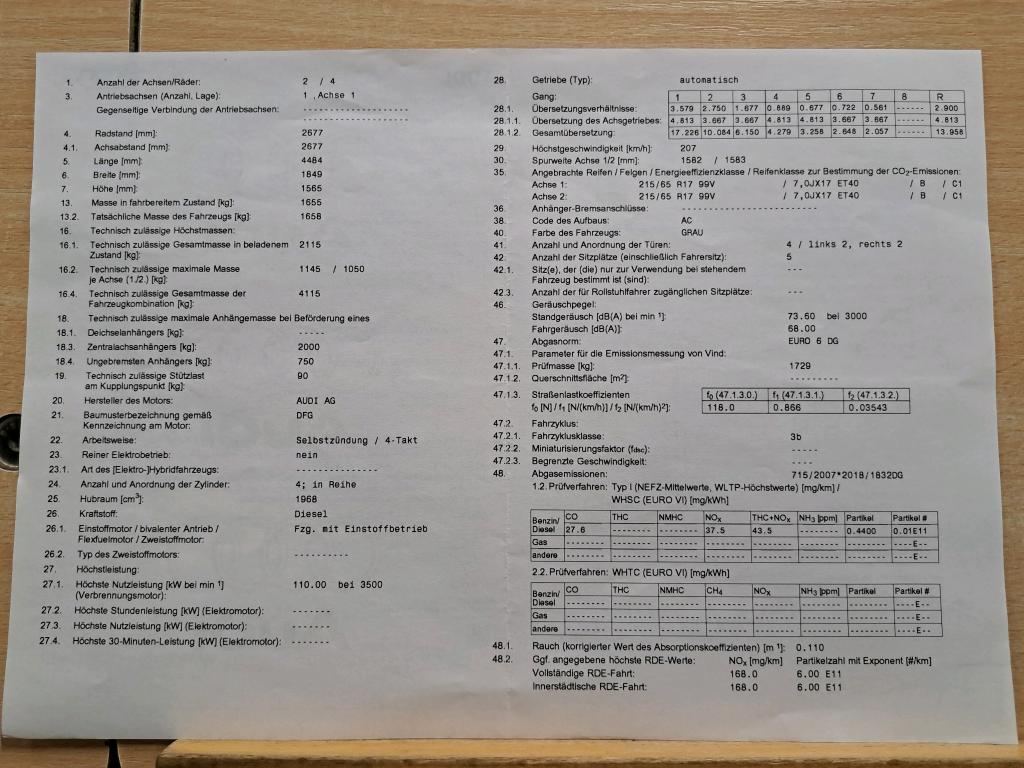 1. Anzahl der Achsen/Räder: 2 / 4
3. Antriebsachsen (Anzahl, Lage): 1 ,Achse 1
Gegenseitige Verbindung der Antriebsachsen: -------------------
-------------------
4. Radstand [mm]: 2677
4.1. Achsabstand [mm]: 2677
5. Länge [mm]: 4484
6. Breite [mm]: 1849
7. Höhe [mm]: 1565
13. Masse in fahrbereitem Zustand [kg]: 1655
13.2. Tatsächliche Masse des Fahrzeugs [kg]: 1658
16. Technisch zulässige Höchstmassen:
16.1. Technisch zulässige Gesamtmasse in beladenem 2115
Zustand [kg]:
16.2. Technisch zulässige maximale Masse 1145 / 1050
je Achse (1./2.) [kg]:
16.4. Technisch zulässige Gesamtmasse der 4115
Fahrzeugkombination [kg]:
18. Technisch zulässige maximale Anhängemasse bei Beförderung eines
18.1. Deichselanhängers [kg]: -----
18.3. Zentralachsanhängers [kg]: 2000
18.4. Ungebremsten Anhängers [kg]: 750
19. Technisch zulässige Stützlast 90
am Kupplungspunkt [kg]:
20. Hersteller des Motors: AUDI AG
21. Baumusterbezeichnung gemäß DFG
Kennzeichnung am Motor:
22. Arbeitsweise: Selbstzündung / 4-Takt
23. Reiner Elektrobetrieb: nein
23.1. Art des [Elektro-]Hybridfahrzeugs: ---------------
24. Anzahl und Anordnung der Zylinder: 4; in Reihe
25. Hubraum [cm³]: 1968
26. Kraftstoff: Diesel
26.1. Einstoffmotor / bivalenter Antrieb / Fzg. mit Einstoffbetrieb
Flexfuelmotor / Zweistoffmotor:
26.2. Typ des Zweistoffmotors: ----------
27. Höchstleistung:
27.1. Höchste Nutzleistung [kW bei min ¹] 110.00 bei 3500
(Verbrennungsmotor):
27.2. Höchste Stundenleistung [kW] (Elektromotor): -------
27.3. Höchste Nutzleistung [kW] (Elektromotor): -------
27.4. Höchste 30-Minuten-Leistung [kW] (Elektromotor): -------
28. Getriebe (Typ): automatisch
Gang: 1 2 3 4 5 6 7 8 R
28.1. Übersetzungsverhältnisse: 3.579 2.750 1.677 0.889 0.677 0.722 0.561 ------ 2.900
28.1.1. Übersetzung des Achsgetriebes: 4.813 3.667 3.667 4.813 4.813 3.667 3.667 ------ 4.813
28.1.2. Gesamtübersetzung: 17.226 10.084 6.150 4.279 3.258 2.648 2.057 ------ 13.958
29. Höchstgeschwindigkeit [km/h]: 207
30. Spurweite Achse 1/2 [mm]: 1582 / 1583
35. Angebrachte Reifen / Felgen / Energieeffizienzklasse / Reifenklasse zur Bestimmung der CO₂-Emissionen:
Achse 1: 215/65 R17 99V / 7,0JX17 ET40 / B / C1
Achse 2: 215/65 R17 99V / 7,0JX17 ET40 / B / C1
36. Anhänger-Bremsanschlüsse: ------------------------
38. Code des Aufbaus: AC
40. Farbe des Fahrzeugs: GRAU
41. Anzahl und Anordnung der Türen: 4 / links 2, rechts 2
42. Anzahl der Sitzplätze (einschließlich Fahrersitz): 5
42.1. Sitz(e), der (die) nur zur Verwendung bei stehendem ---
Fahrzeug bestimmt ist (sind):
42.3. Anzahl der für Rollstuhlfahrer zugänglichen Sitzplätze: ---
46. Geräuschpegel:
Standgeräusch [dB(A) bei min ¹]: 73.60 bei 3000
Fahrgeräusch [dB(A)]: 68.00
47. Abgasnorm: EURO 6 DG
47.1. Parameter für die Emissionsmessung von Vind:
47.1.1. Prüfmasse [kg]: 1729
47.1.2. Querschnittsfläche [m²]: ---------
47.1.3. Straßenlastkoeffizienten f₀ (47.1.3.0.) f₁ (47.1.3.1.) f₂ (47.1.3.2.)
f₀ [N] / f₁ [N/(km/h)] / f₂ [N/(km/h)²]: 118.0 0.866 0.03543
47.2. Fahrzyklus:
47.2.1. Fahrzyklusklasse: 3b
47.2.2. Miniaturisierungsfaktor (fdsc): -----
47.2.3. Begrenzte Geschwindigkeit: ----
48. Abgasemissionen: 715/2007*2018/1832DG
1.2. Prüfverfahren: Typ I (NEFZ-Mittelwerte, WLTP-Höchstwerte) [mg/km] /
WHSC (EURO VI) [mg/kWh]
CO THC NMHC NOₓ THC+NOₓ NH₃ [ppm] Partikel Partikel #
Benzin/Diesel 27.6 ------- ------- 37.5 43.5 ------- 0.4400 0.01E11
Gas ------- ------- ------- ------- ------- ------- ------- ----E--
andere ------- ------- ------- ------- ------- ------- ------- ----E--
2.2. Prüfverfahren: WHTC (EURO VI) [mg/kWh]
CO THC NMHC CH₄ NOₓ NH₃ [ppm] Partikel Partikel #
Benzin/Diesel ------- ------- ------- ------- ------- ------- ------- ----E--
Gas ------- ------- ------- ------- ------- ------- ------- ----E--
andere ------- ------- ------- ------- ------- ------- ------- ----E--
48.1. Rauch (korrigierter Wert des Absorptionskoeffizienten) [m ¹]: 0.110
48.2. Ggf. angegebene höchste RDE-Werte: NOₓ [mg/km] Partikelzahl mit Exponent [#/km]
Vollständige RDE-Fahrt: 168.0 6.00 E11
Innerstädtische RDE-Fahrt: 168.0 6.00 E11